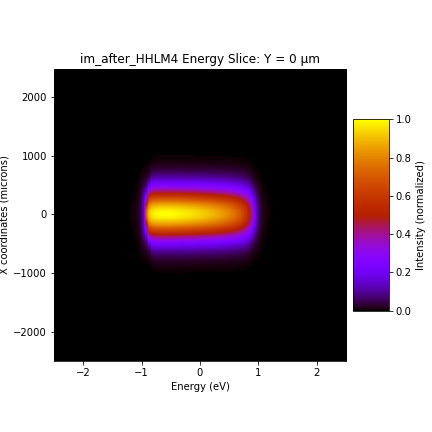 im_after_HHLM4 Energy Slice: Y = 0 μm
2000
1000
0
−1000
−2000
X coordinates (microns)
−2 −1 0 1 2
Energy (eV)
1.0
0.8
0.6
0.4
0.2
0.0
Intensity (normalized)